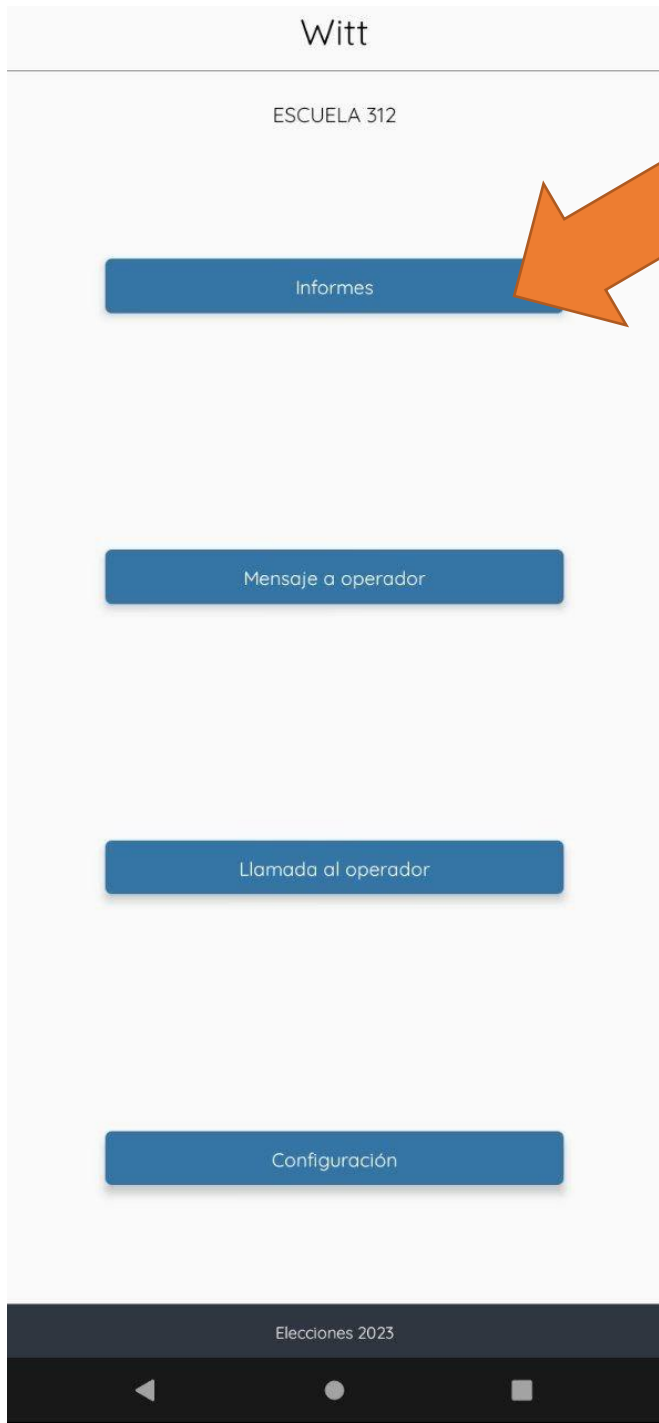 Witt
ESCUELA 312
Informes
Mensaje a operador
Llamada al operador
Configuración
Elecciones 2023